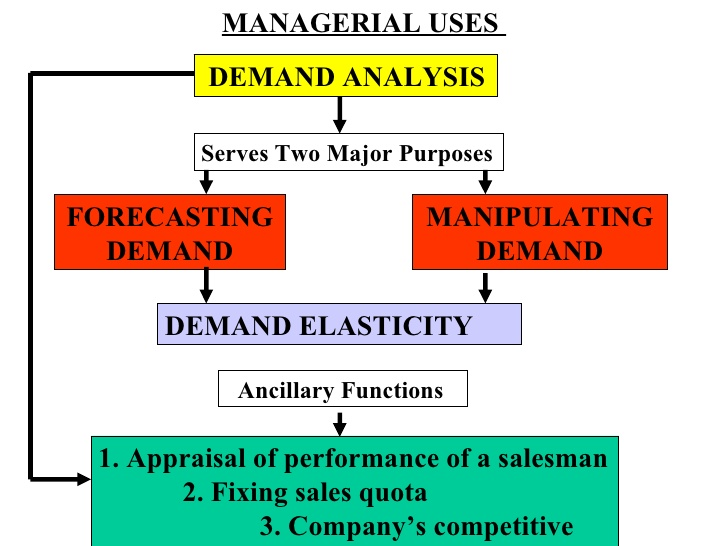 MANAGERIAL USES
DEMAND ANALYSIS
Serves Two Major Purposes
FORECASTING
DEMAND
MANIPULATING
DEMAND
DEMAND ELASTICITY
Ancillary Functions
1. Appraisal of performance of a salesman
2. Fixing sales quota
3. Company’s competitive